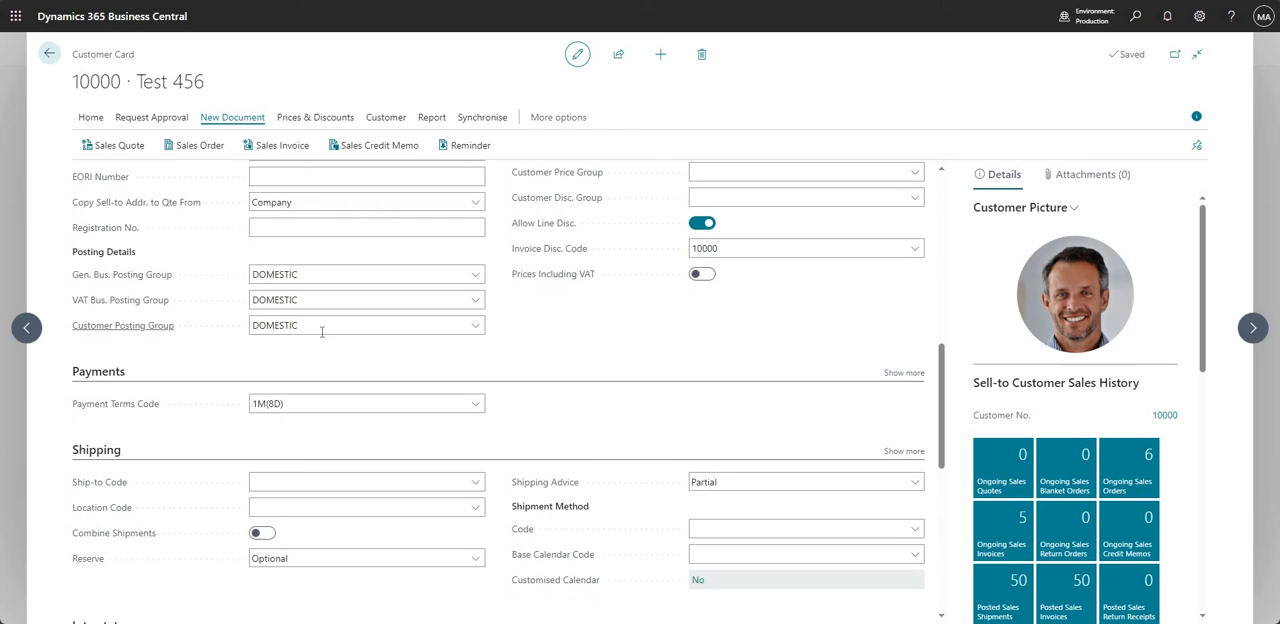 Dynamics 365 Business Central
Environment:
Production
MA
Customer Card
Saved
10000 · Test 456
Home Request Approval New Document Prices & Discounts Customer Report Synchronise More options
Sales Quote Sales Order Sales Invoice Sales Credit Memo Reminder
EORI Number
Copy Sell-to Addr. to Qte From Company
Registration No.
Posting Details
Gen. Bus. Posting Group DOMESTIC
VAT Bus. Posting Group DOMESTIC
Customer Posting Group DOMESTIC
Customer Price Group
Customer Disc. Group
Allow Line Disc.
Invoice Disc. Code 10000
Prices Including VAT
Payments Show more
Payment Terms Code 1M(8D)
Shipping Show more
Ship-to Code
Location Code
Combine Shipments
Reserve Optional
Shipping Advice Partial
Shipment Method
Code
Base Calendar Code
Customised Calendar No
Details Attachments (0)
Customer Picture
Sell-to Customer Sales History
Customer No. 10000
0 0 6
Ongoing Sales Quotes
Ongoing Sales Blanket Orders
Ongoing Sales Orders
5 0 0
Ongoing Sales Invoices
Ongoing Sales Return Orders
Ongoing Sales Credit Memos
50 50 0
Posted Sales Shipments
Posted Sales Invoices
Posted Sales Return Receipts